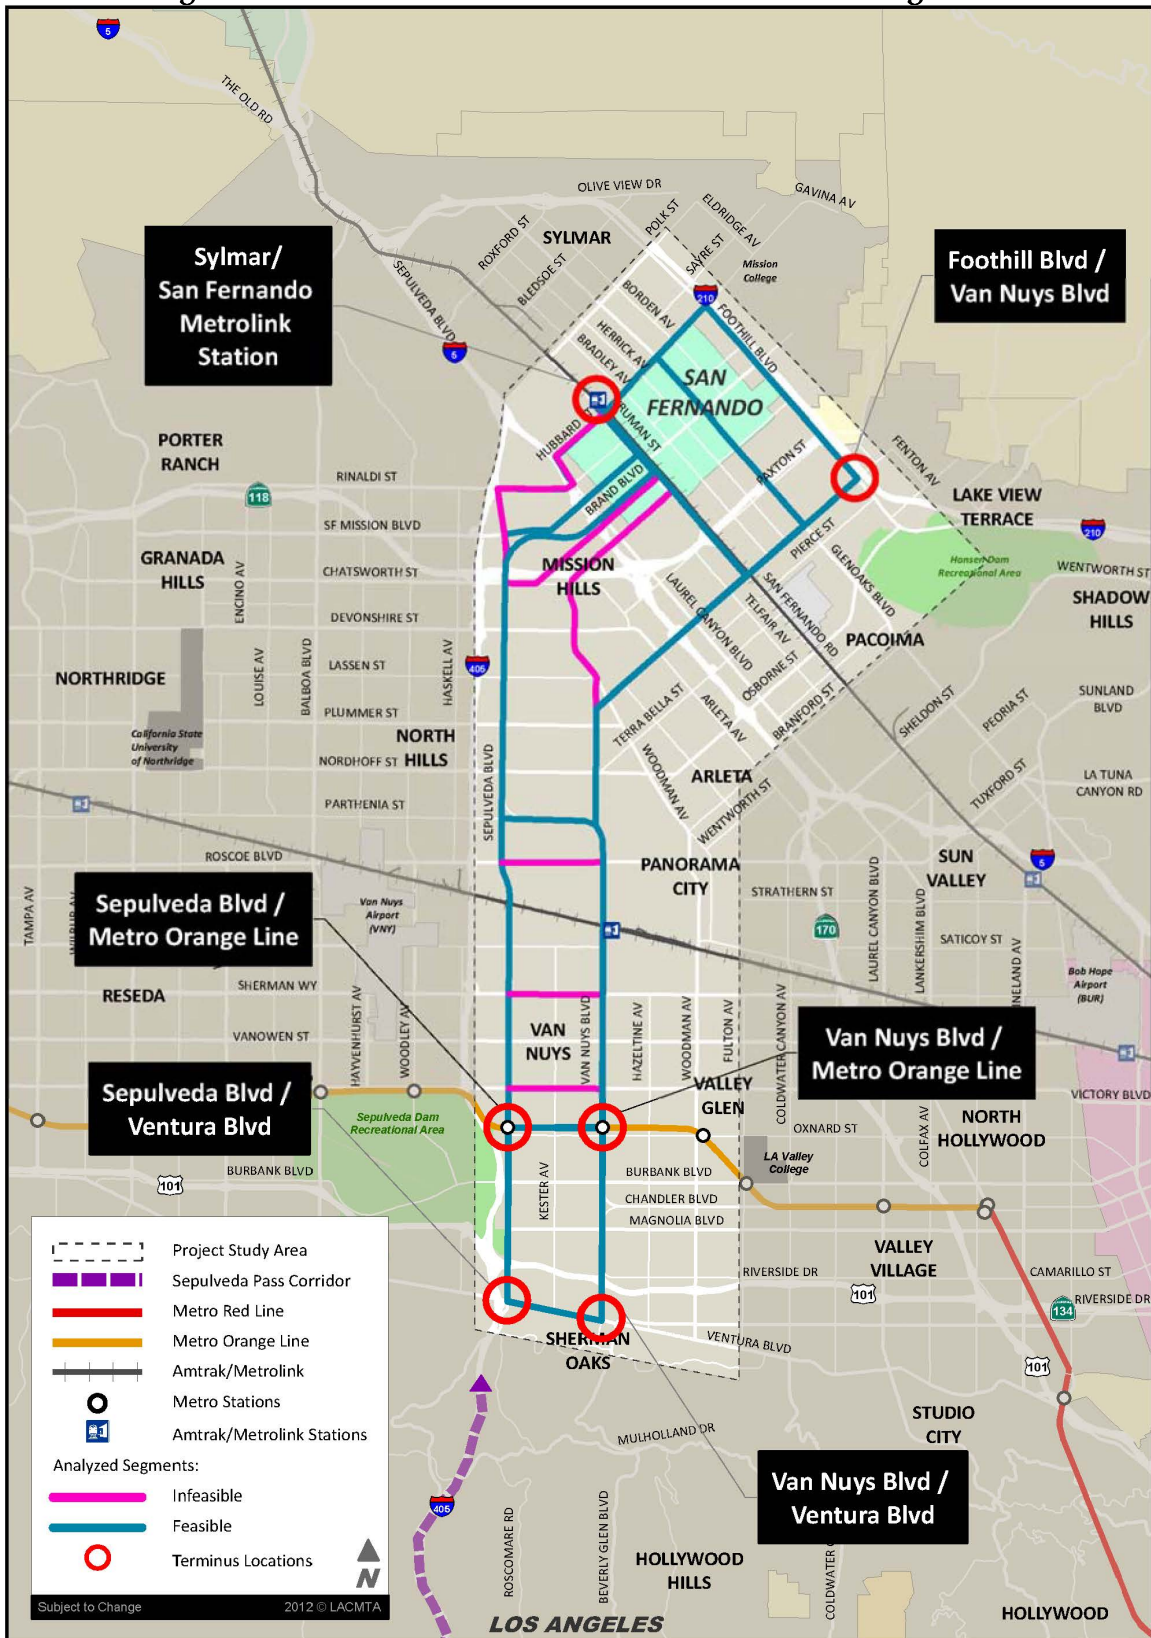 5
THE OLD RD
OLIVE VIEW DR
GAVINA AV
ELDRIDGE AV
POLK ST
ROXFORD ST
SYLMAR
SAYRE ST
Mission
College
BLEDSOE ST
SEPULVEDA BLVD
Sylmar/
San Fernando
Metrolink
Station
Foothill Blvd /
Van Nuys Blvd
210
BORDEN AV
FOOTHILL BLVD
HERRICK AV
BRADLEY AV
5
SAN
FERNANDO
HUBBARD
TRUMAN ST
PORTER
RANCH
RINALDI ST
118
BRAND BLVD
PAXTON ST
FENTON AV
LAKE VIEW
TERRACE
210
SF MISSION BLVD
PIERCE ST
GRANADA
HILLS
CHATSWORTH ST
MISSION
HILLS
GLENOAKS BLVD
Hansen Dam
Recreational Area
WENTWORTH ST
SHADOW
HILLS
ENCINO AV
DEVONSHIRE ST
LAUREL CANYON BLVD
TELFAIR AV
SAN FERNANDO RD
PACOIMA
NORTHRIDGE
LOUISE AV
BALBOA BLVD
LASSEN ST
HASKELL AV
405
OSBORNE ST
BRANFORD ST
SHELDON ST
PEORIA ST
SUNLAND
BLVD
PLUMMER ST
California State
University
of Northridge
NORTH
HILLS
NORDHOFF ST
TERRA BELLA ST
ARLETA AV
WOODMAN AV
ARLETA
WENTWORTH ST
TUXFORD ST
LA TUNA
CANYON RD
PARTHENIA ST
SEPULVEDA BLVD
ROSCOE BLVD
PANORAMA
CITY
STRATHERN ST
SUN
VALLEY
5
TAMPA AV
Sepulveda Blvd /
Metro Orange Line
Van Nuys
Airport
(VNY)
170
LAUREL CANYON BLVD
LANKERSHIM BLVD
SATICOY ST
Bob Hope
Airport
(BUR)
RESEDA
SHERMAN WY
VANOWEN ST
HAYVENHURST AV
WOODLEY AV
VAN
NUYS
VAN NUYS BLVD
HAZELTINE AV
WOODMAN AV
FULTON AV
COLDWATER CANYON AV
Van Nuys Blvd /
Metro Orange Line
Sepulveda Blvd /
Ventura Blvd
VALLEY
GLEN
VICTORY BLVD
NORTH
HOLLYWOOD
Sepulveda Dam
Recreational Area
OXNARD ST
COLFAX AV
LA Valley
College
BURBANK BLVD
101
KESTER AV
BURBANK BLVD
CHANDLER BLVD
MAGNOLIA BLVD
VALLEY
VILLAGE
RIVERSIDE DR
101
CAMARILLO ST
RIVERSIDE DR
134
SHERMAN
OAKS
VENTURA BLVD
101
Project Study Area
Sepulveda Pass Corridor
Metro Red Line
Metro Orange Line
Amtrak/Metrolink
Metro Stations
Amtrak/Metrolink Stations
Analyzed Segments:
Infeasible
Feasible
Terminus Locations
N
Subject to Change
2012 © LACMTA
MULHOLLAND DR
STUDIO
CITY
405
Van Nuys Blvd /
Ventura Blvd
ROSCOMARE RD
BEVERLY GLEN BLVD
HOLLYWOOD
HILLS
COLDWATER
LOS ANGELES
HOLLYWOOD